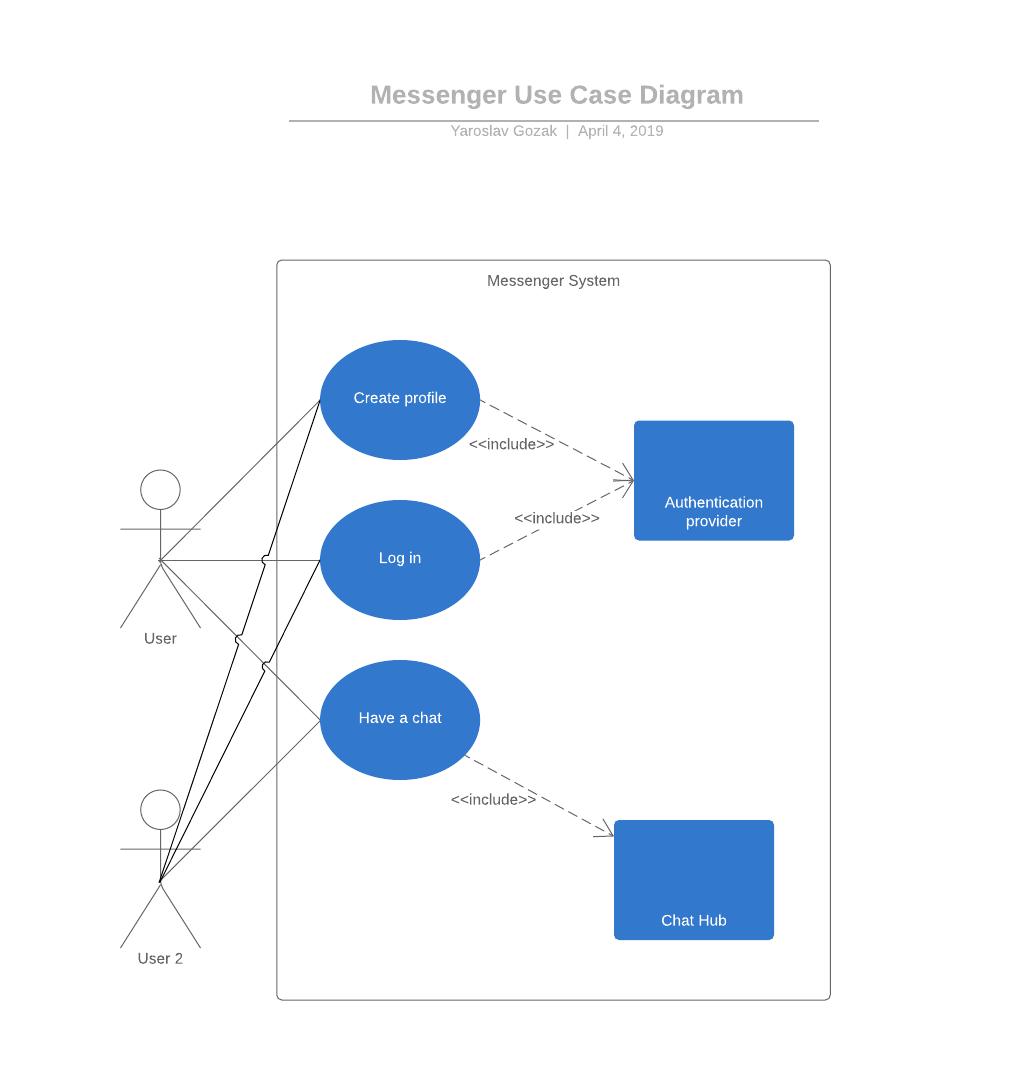 Messenger Use Case Diagram
Yaroslav Gozak | April 4, 2019
Messenger System
Create profile
<<include>>
Authentication
provider
<<include>>
Log in
User
Have a chat
<<include>>
Chat Hub
User 2